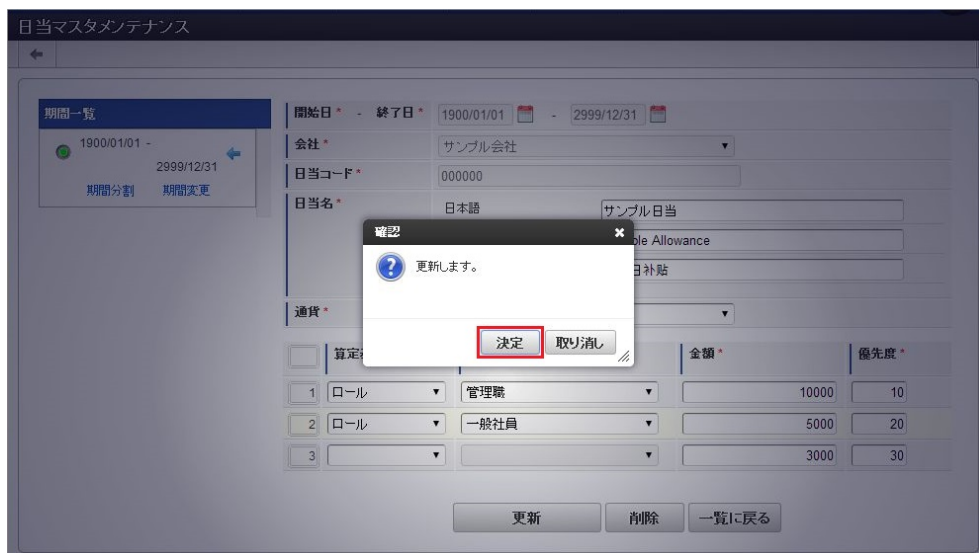 日当マスタメンテナンス
期間一覧
1900/01/01 -
2999/12/31
期間分割 期間変更
開始日* - 終了日* 1900/01/01 - 2999/12/31
会社* サンプル会社
日当コード* 000000
日当名* 日本語 サンプル日当
ple Allowance
日补贴
通貨*
確認
更新します。
決定 取り消し
算定 金額* 優先度*
1 ロール 管理職 10000 10
2 ロール 一般社員 5000 20
3 3000 30
更新 削除 一覧に戻る